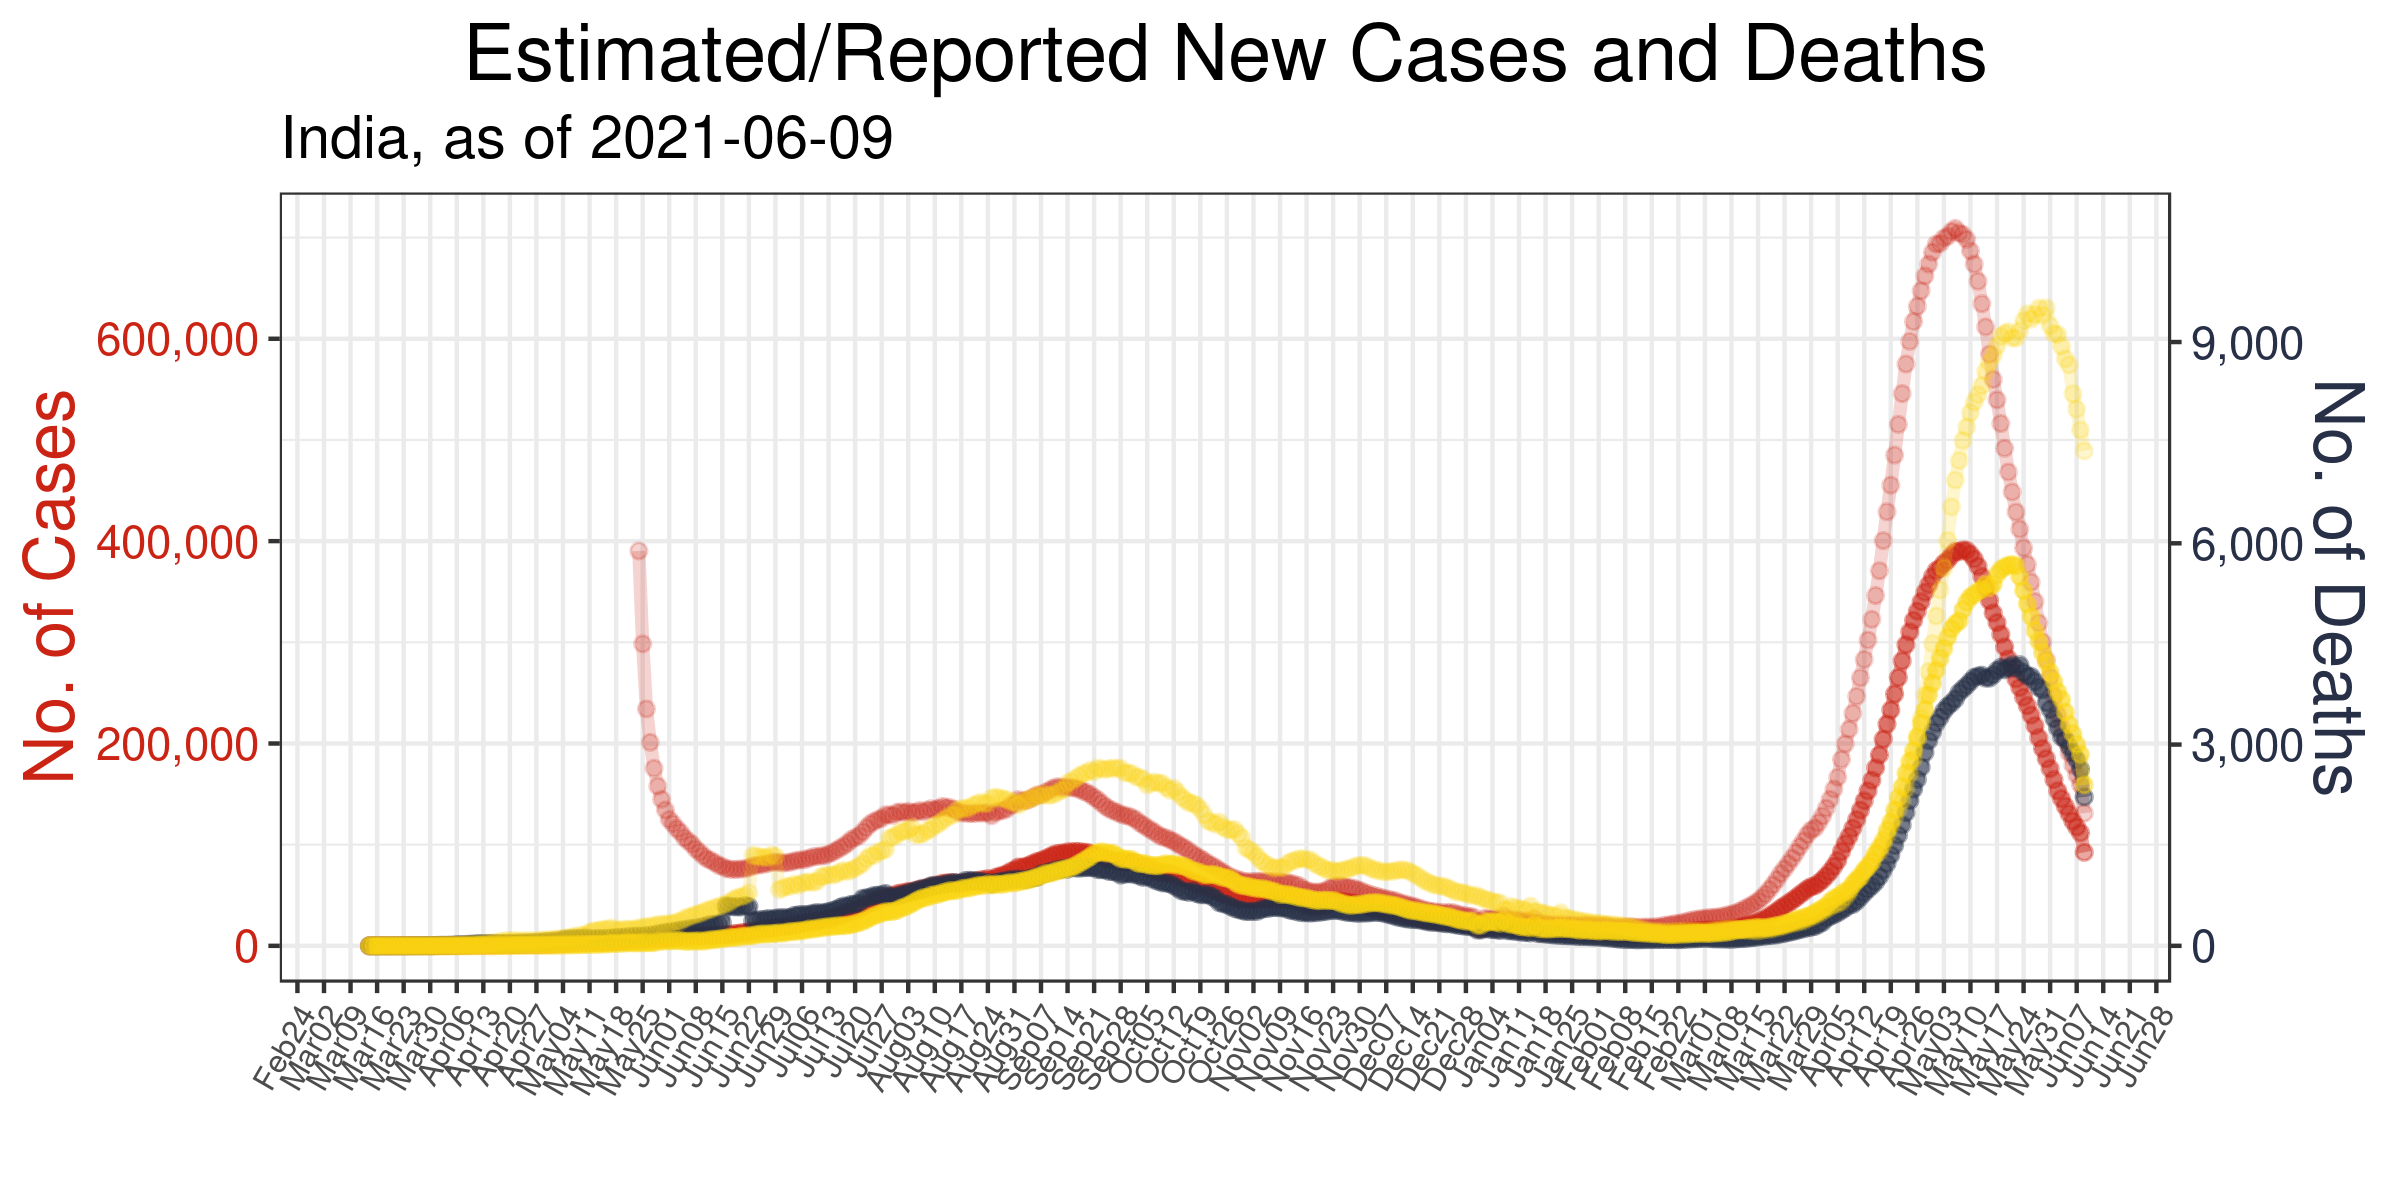 Estimated/Reported New Cases and Deaths
India, as of 2021-06-09
No. of Cases
600,000
400,000
200,000
0
9,000
6,000
3,000
0
No. of Deaths
Feb24
Mar02
Mar09
Mar16
Mar23
Mar30
Apr06
Apr13
Apr20
Apr27
May04
May11
May18
May25
Jun01
Jun08
Jun15
Jun22
Jun29
Jul06
Jul13
Jul20
Jul27
Aug03
Aug10
Aug17
Aug24
Aug31
Sep07
Sep14
Sep21
Sep28
Oct05
Oct12
Oct19
Oct26
Nov02
Nov09
Nov16
Nov23
Nov30
Dec07
Dec14
Dec21
Dec28
Jan04
Jan11
Jan18
Jan25
Feb01
Feb08
Feb15
Feb22
Mar01
Mar08
Mar15
Mar22
Mar29
Apr05
Apr12
Apr19
Apr26
May03
May10
May17
May24
May31
Jun07
Jun14
Jun21
Jun28